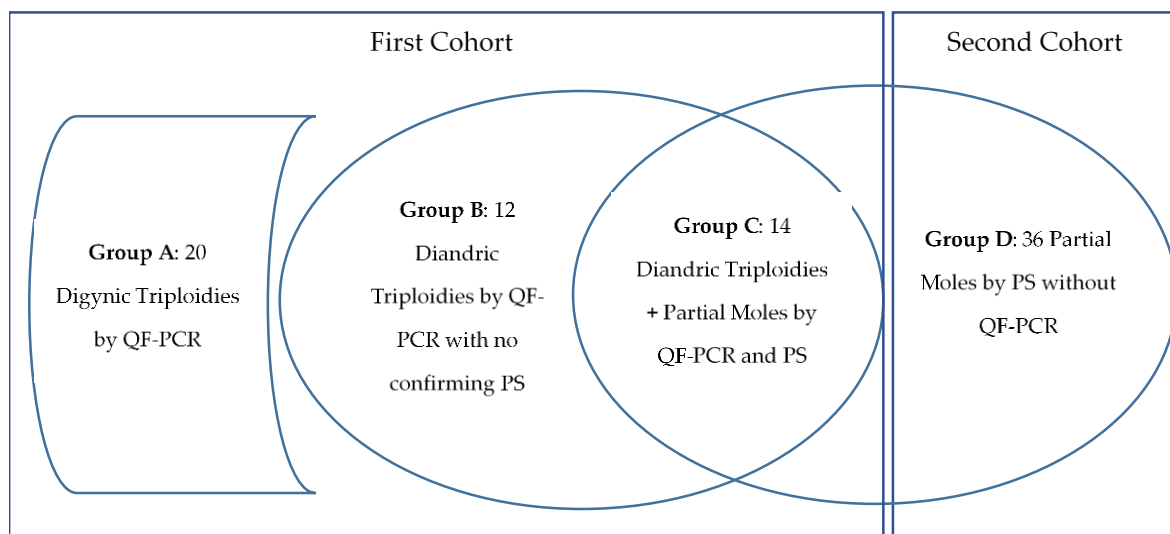 First Cohort
Second Cohort
Group A: 20
Digynic Triploidies
by QF-PCR
Group B: 12
Diandric
Triploidies by QF-
PCR with no
confirming PS
Group C: 14
Diandric Triploidies
+ Partial Moles by
QF-PCR and PS
Group D: 36 Partial
Moles by PS without
QF-PCR